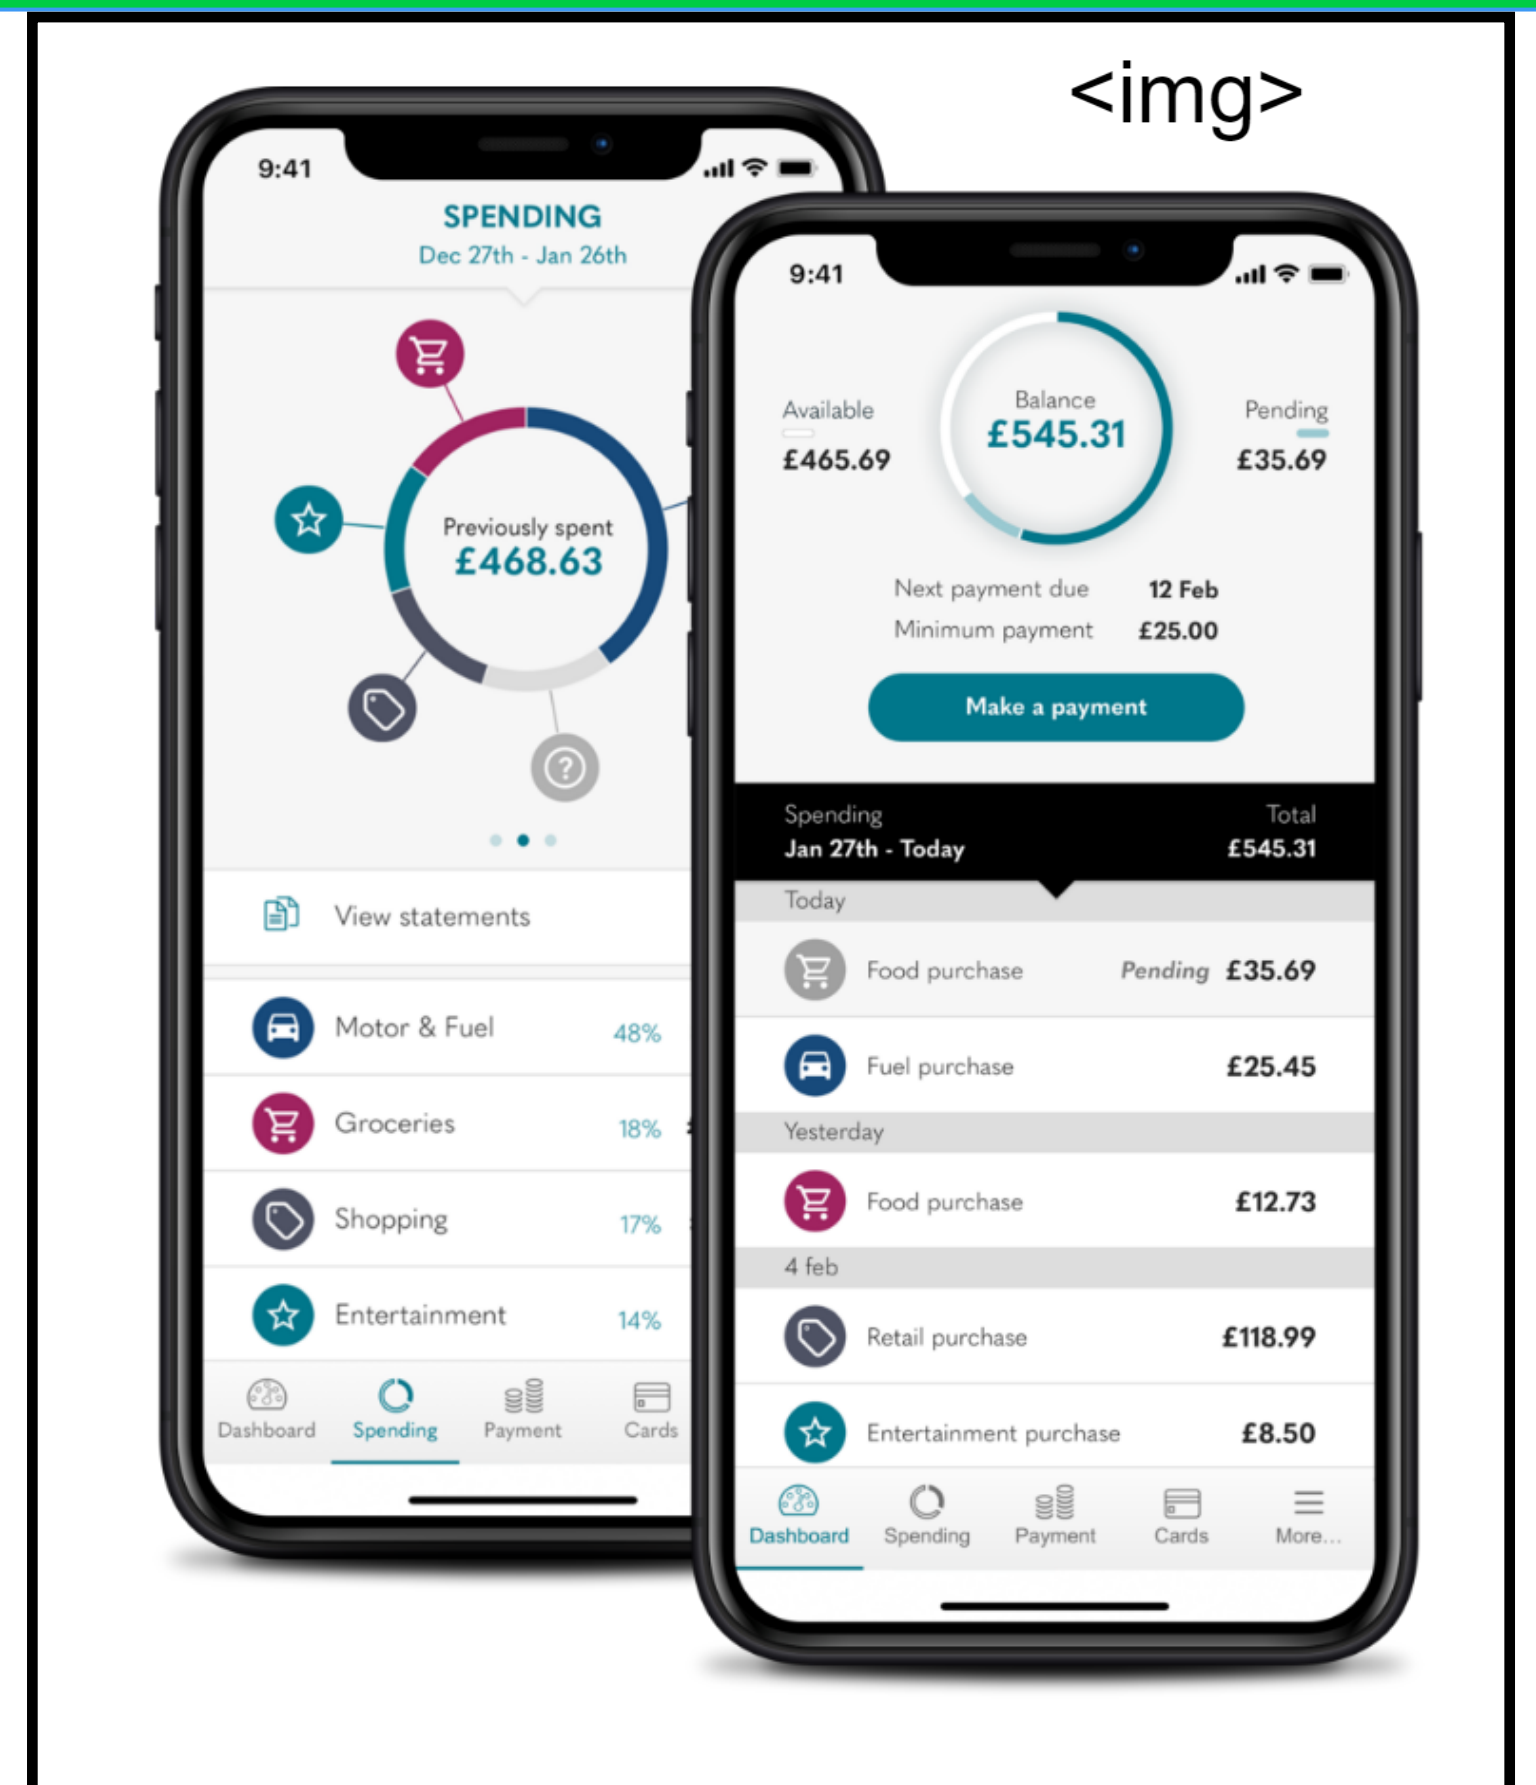 <img>
9:41
SPENDING
Dec 27th - Jan 26th
Previously spent
£468.63
View statements
Motor & Fuel 48%
Groceries 18%
Shopping 17%
Entertainment 14%
Dashboard Spending Payment Cards
9:41
Available
£465.69
Balance
£545.31
Pending
£35.69
Next payment due 12 Feb
Minimum payment £25.00
Make a payment
Spending Total
Jan 27th - Today £545.31
Today
Food purchase Pending £35.69
Fuel purchase £25.45
Yesterday
Food purchase £12.73
4 feb
Retail purchase £118.99
Entertainment purchase £8.50
Dashboard Spending Payment Cards More...